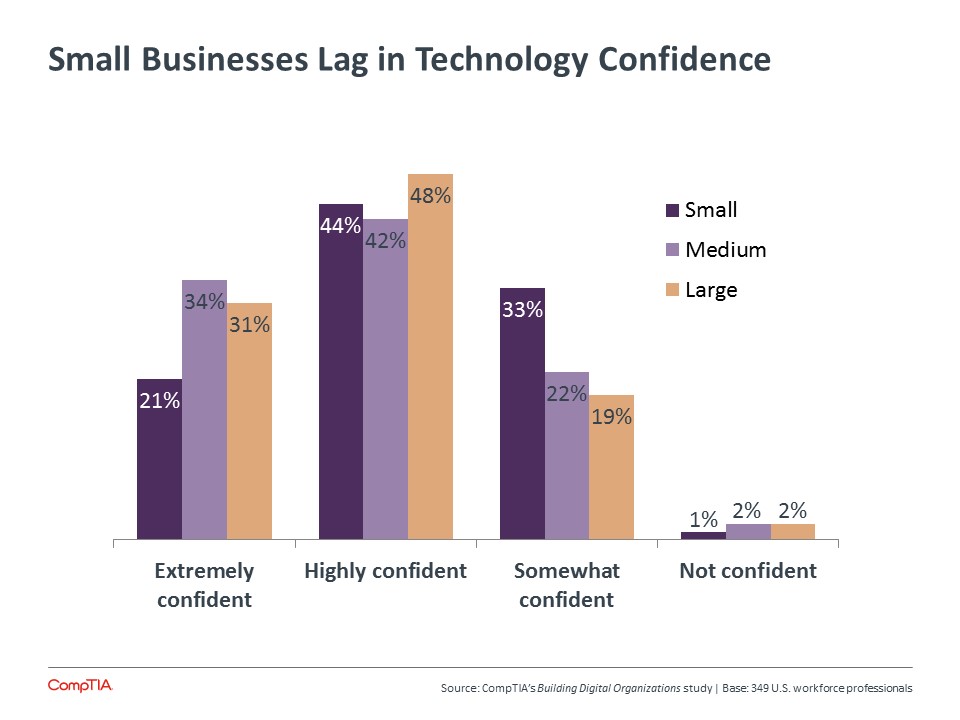 Small Businesses Lag in Technology Confidence
48%
44%
42%
34%
31%
33%
21%
22%
19%
1%
2%
2%
Small
Medium
Large
Extremely
confident
Highly confident
Somewhat
confident
Not confident
CompTIA.
Source: CompTIA's Building Digital Organizations study | Base: 349 U.S. workforce professionals